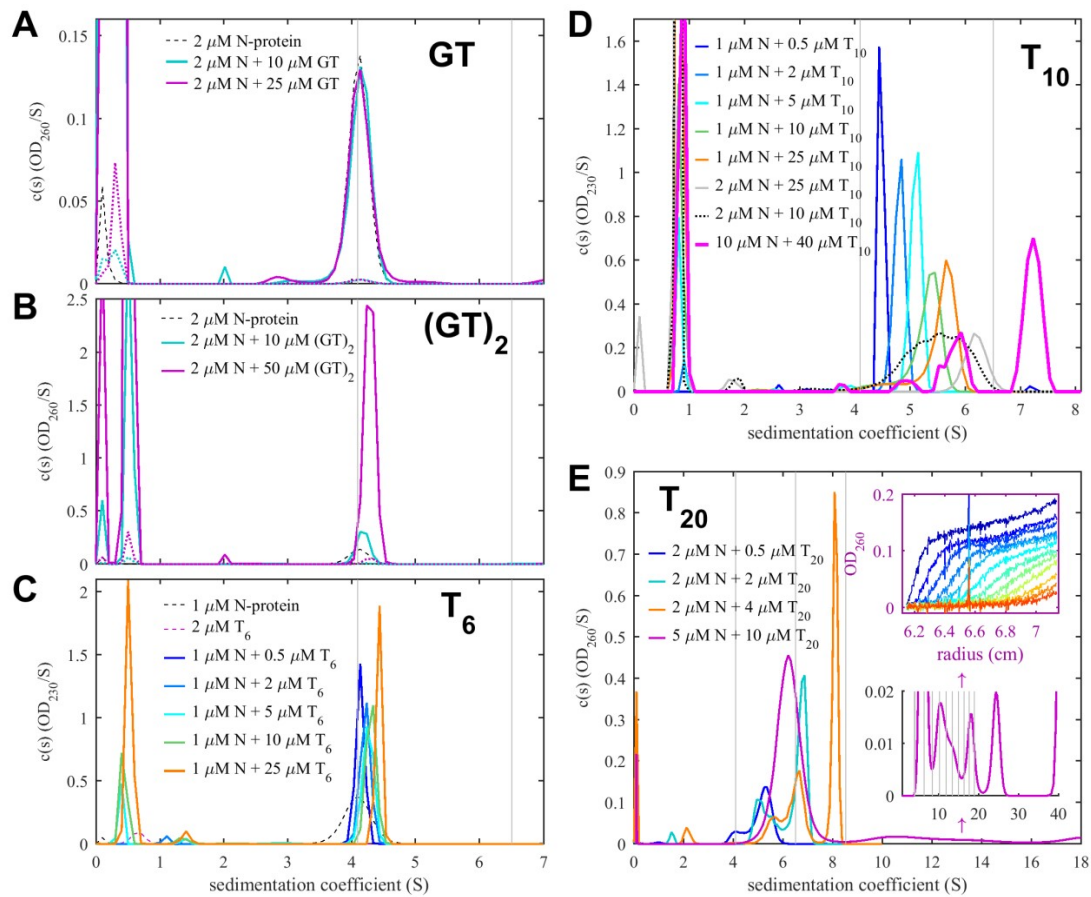 A
GT
0.15
0.1
0.05
0
c(s) (OD260/S)
2 μM N-protein
2 μM N + 10 μM GT
2 μM N + 25 μM GT
B
(GT)2
2.5
2
1.5
1
0.5
0
c(s) (OD260/S)
2 μM N-protein
2 μM N + 10 μM (GT)2
2 μM N + 50 μM (GT)2
C
T6
2
1.5
1
0.5
0
c(s) (OD230/S)
1 μM N-protein
2 μM T6
1 μM N + 0.5 μM T6
1 μM N + 2 μM T6
1 μM N + 5 μM T6
1 μM N + 10 μM T6
1 μM N + 25 μM T6
0 1 2 3 4 5 6 7
sedimentation coefficient (S)
D
T10
1.6
1.4
1.2
1
0.8
0.6
0.4
0.2
0
c(s) (OD230/S)
1 μM N + 0.5 μM T10
1 μM N + 2 μM T10
1 μM N + 5 μM T10
1 μM N + 10 μM T10
1 μM N + 25 μM T10
2 μM N + 25 μM T10
2 μM N + 10 μM T10
10 μM N + 40 μM T10
0 1 2 3 4 5 6 7 8
sedimentation coefficient (S)
E
T20
0.9
0.8
0.7
0.6
0.5
0.4
0.3
0.2
0.1
0
c(s) (OD260/S)
2 μM N + 0.5 μM T20
2 μM N + 2 μM T20
2 μM N + 4 μM T20
5 μM N + 10 μM T20
0.2
0.1
0
OD260
6.2 6.4 6.6 6.8 7
radius (cm)
↑
0.02
0.01
0
10 20 30 40
↑
0 2 4 6 8 10 12 14 16 18
sedimentation coefficient (S)